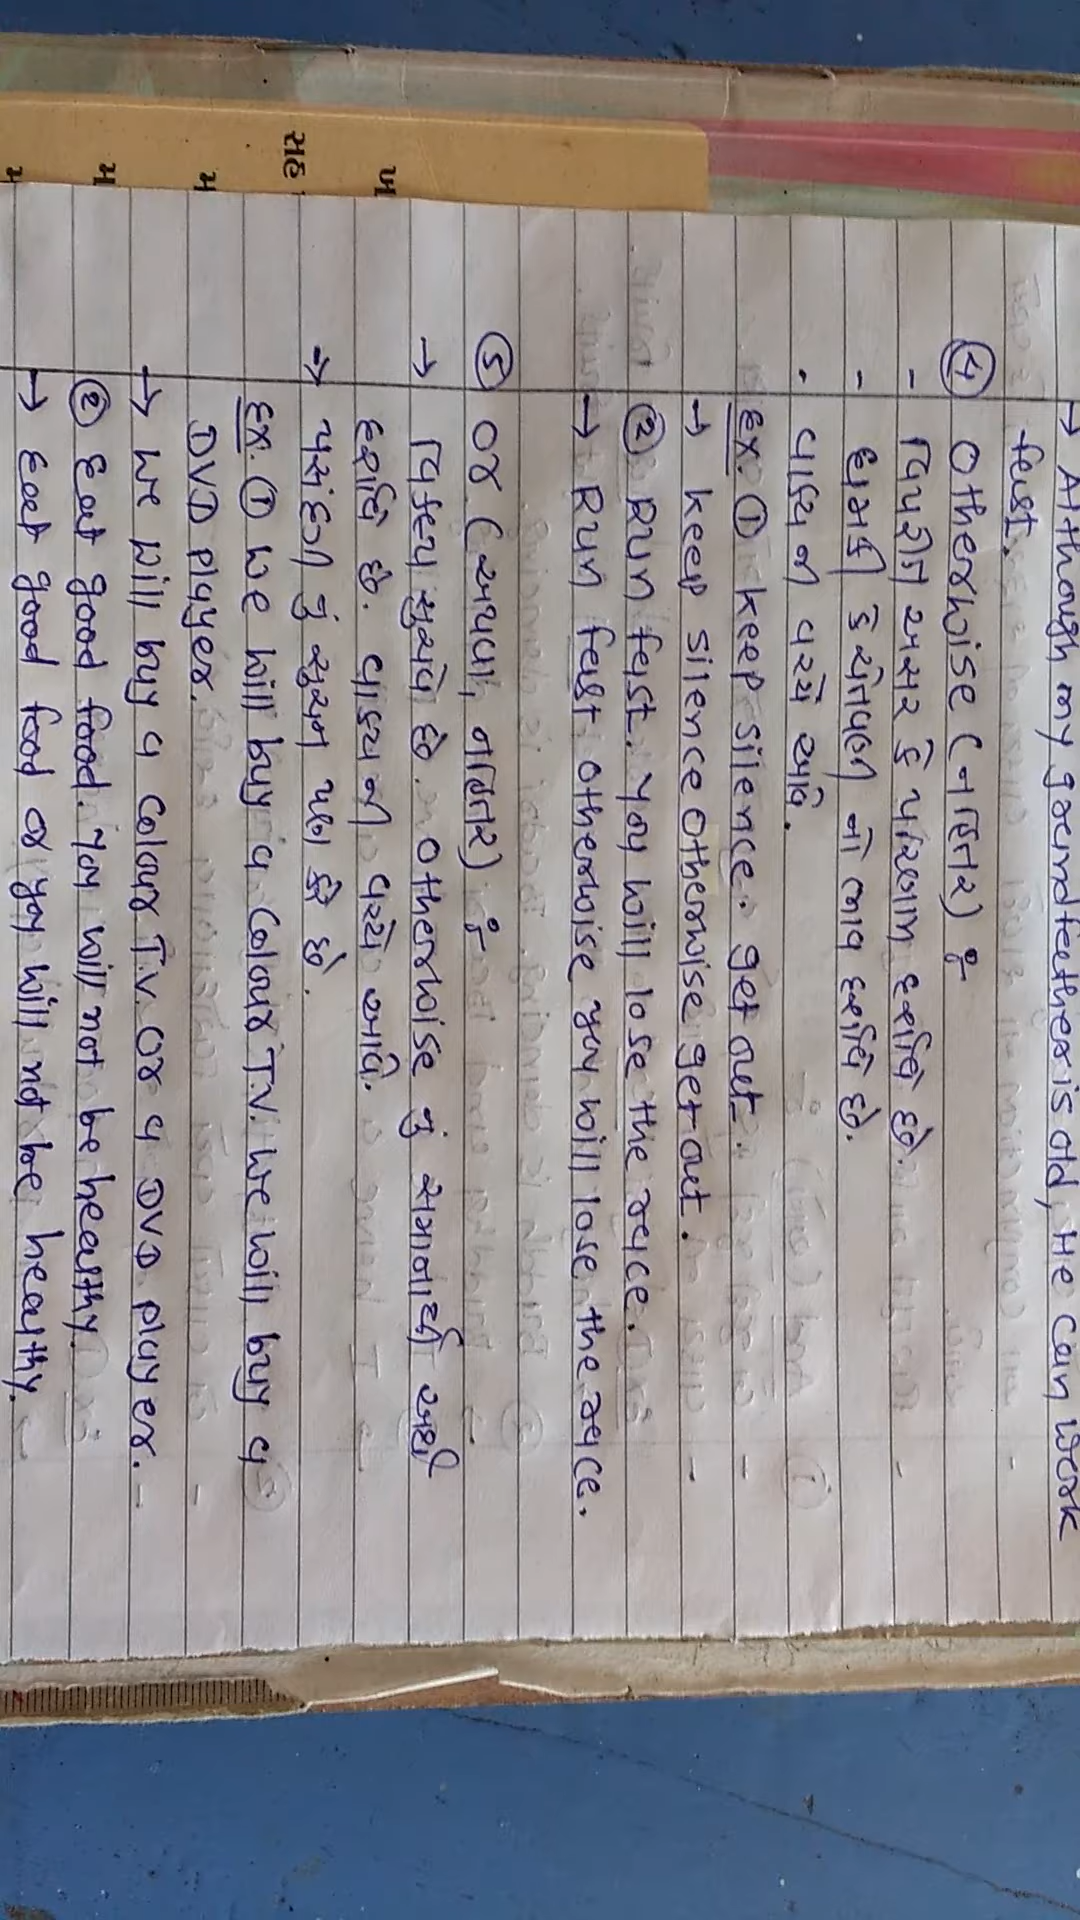 → Although my grandfeether is old, He can work
fast.
④ Otherwise (નહિતર) :-
- વિપરીત અસર કે પરિણામ દર્શાવે છે.
- ધમકી કે ચેતવણી નો ભાવ દર્શાવે છે.
• વાક્ય ની વચ્ચે આવે.
Ex. ① keep silence. get out.
→ keep silence otherwise get out.
② Run fast. you will lose the race.
→ Run fast otherwise you will lose the race.
⑤ OR (અથવા, નહિતર) :-
→ વિકલ્પ સુચવે છે. otherwise નું સમાનાર્થી અર્થ
દર્શાવે છે. વાક્યની વચ્ચે આવે.
→ પસંદગી નું સુચન પણ કરે છે.
Ex. ① we will buy a colour T.V. we will buy a
DVD player.
→ we will buy a colour T.V. or a DVD player.
② Eat good food. you will not be healthy.
→ Eat good food or you will not be healthy.
સહ